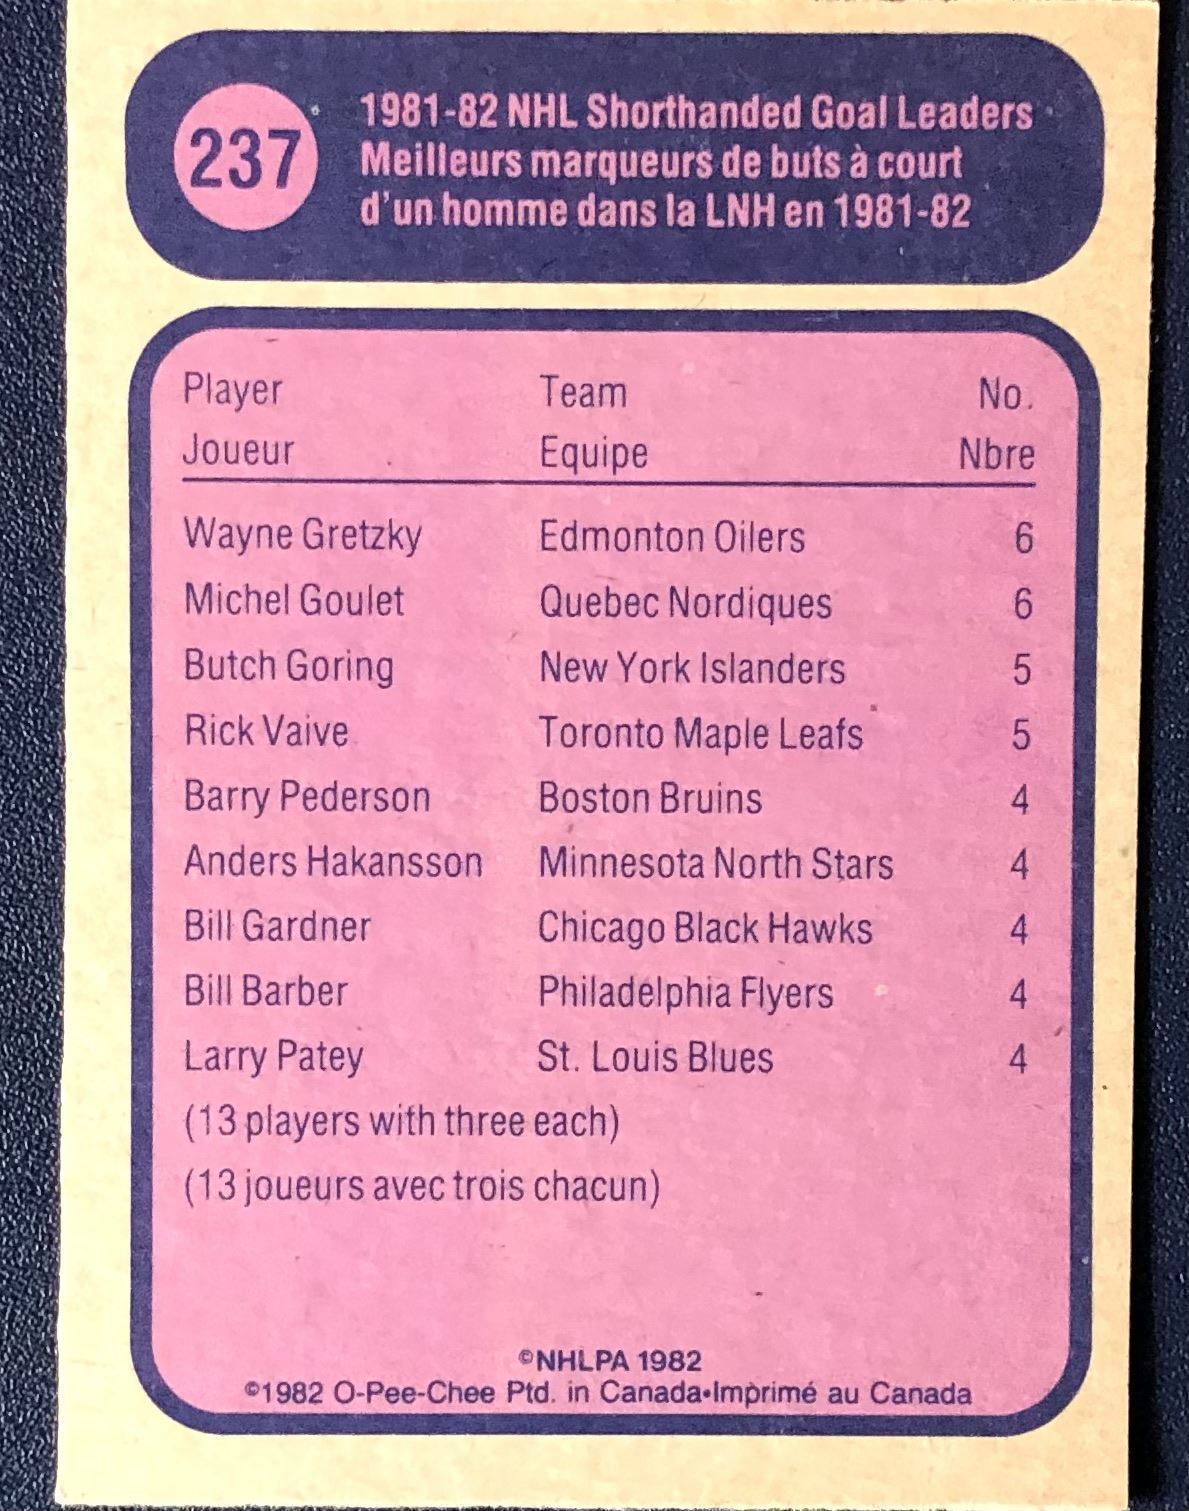 237
1981-82 NHL Shorthanded Goal Leaders
Meilleurs marqueurs de buts à court
d'un homme dans la LNH en 1981-82
Player Team No.
Joueur Equipe Nbre
Wayne Gretzky Edmonton Oilers 6
Michel Goulet Quebec Nordiques 6
Butch Goring New York Islanders 5
Rick Vaive Toronto Maple Leafs 5
Barry Pederson Boston Bruins 4
Anders Hakansson Minnesota North Stars 4
Bill Gardner Chicago Black Hawks 4
Bill Barber Philadelphia Flyers 4
Larry Patey St. Louis Blues 4
(13 players with three each)
(13 joueurs avec trois chacun)
©NHLPA 1982
©1982 O-Pee-Chee Ptd. in Canada•Imprimé au Canada